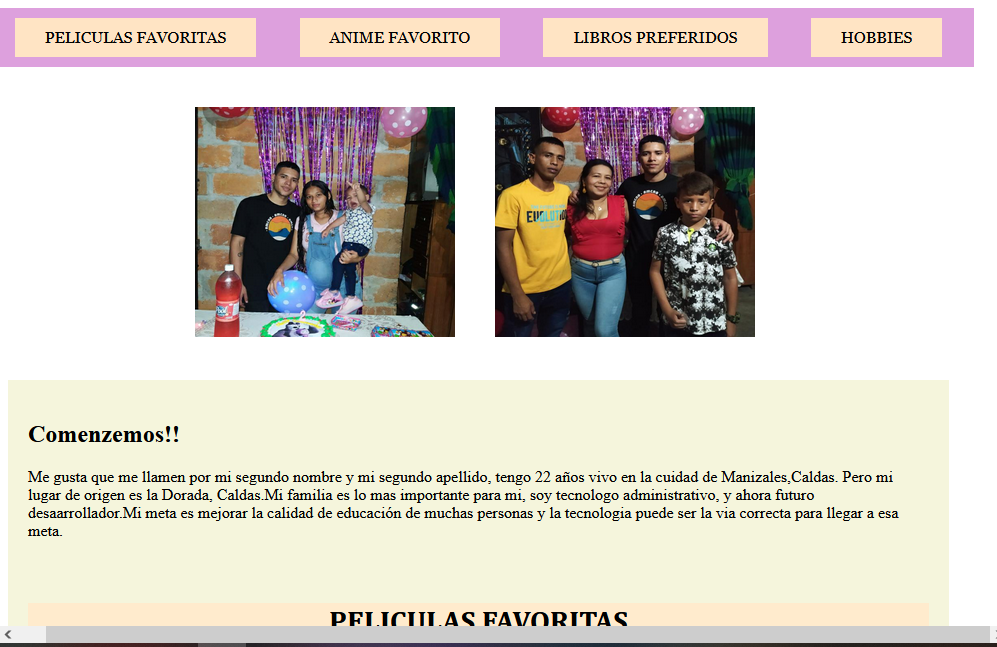 PELICULAS FAVORITAS ANIME FAVORITO LIBROS PREFERIDOS HOBBIES
EVOLUTION
Comenzemos!!
Me gusta que me llamen por mi segundo nombre y mi segundo apellido, tengo 22 años vivo en la cuidad de Manizales,Caldas. Pero mi
lugar de origen es la Dorada, Caldas.Mi familia es lo mas importante para mi, soy tecnologo administrativo, y ahora futuro
desaarrollador.Mi meta es mejorar la calidad de educación de muchas personas y la tecnologia puede ser la via correcta para llegar a esa
meta.
PELICULAS FAVORITAS